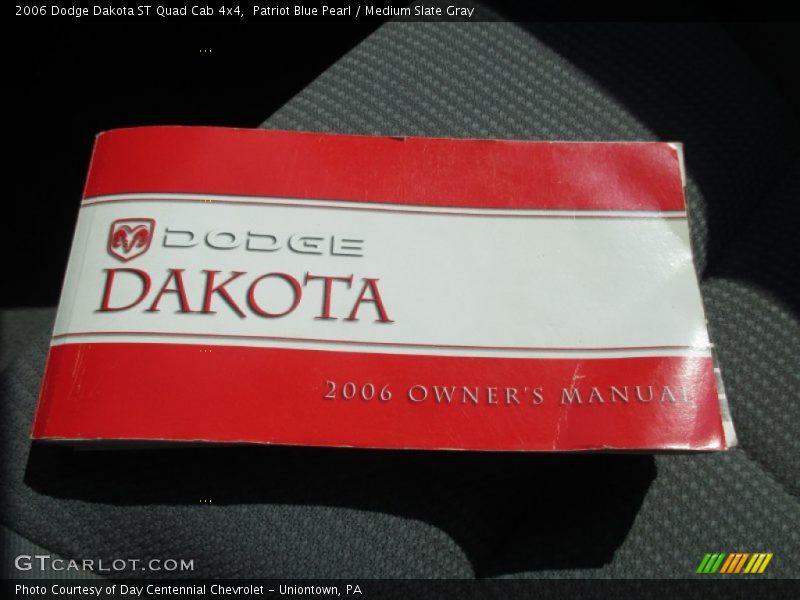 2006 Dodge Dakota ST Quad Cab 4x4,  Patriot Blue Pearl / Medium Slate Gray
DODGE
DAKOTA
2006 OWNER'S MANUAL
GTCARLOT.COM
Photo Courtesy of Day Centennial Chevrolet - Uniontown, PA